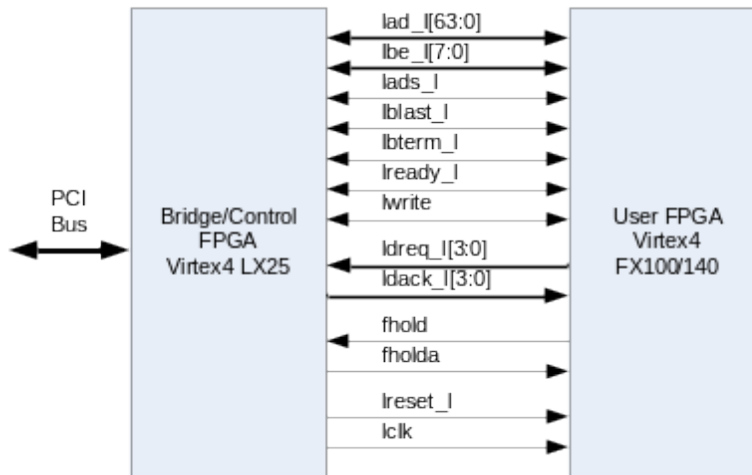 lad_l[63:0]
lbe_l[7:0]
lads_l
lblast_l
lbterm_l
lready_l
lwrite
ldreq_l[3:0]
ldack_l[3:0]
fhold
fholda
lreset_l
lclk
PCI
Bus
Bridge/Control
FPGA
Virtex4 LX25
User FPGA
Virtex4
FX100/140